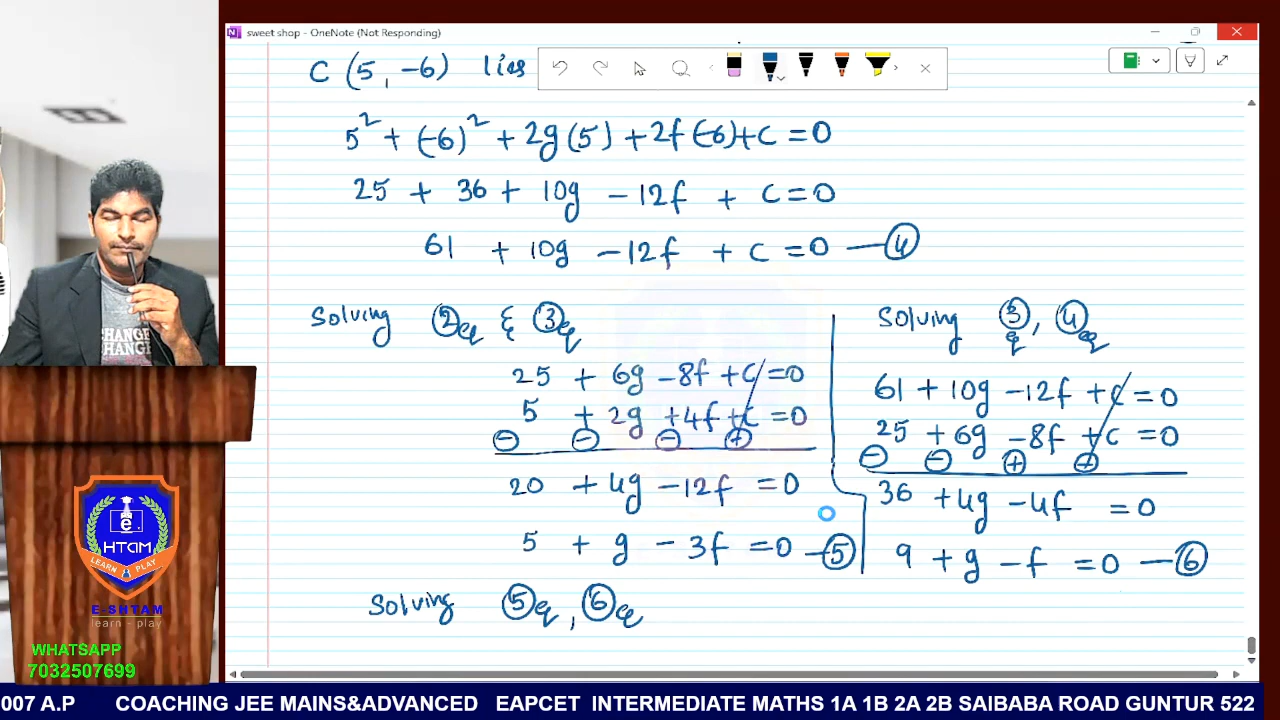 sweet shop - OneNote (Not Responding)
C (5, -6) lies
5² + (-6)² + 2g(5) + 2f(-6)+c = 0
25 + 36 + 10g - 12f + c = 0
61 + 10g - 12f + c = 0 — ④
Solving ②eq & ③eq
25 + 6g - 8f + c = 0
5 + 2g + 4f + c = 0
⊖ ⊖ ⊖ ⊕
20 + 4g - 12f = 0
5 + g - 3f = 0 — ⑤
Solving ③eq, ④eq
61 + 10g - 12f + c = 0
25 + 6g - 8f + c = 0
⊖ ⊖ ⊕ ⊕
36 + 4g - 4f = 0
9 + g - f = 0 — ⑥
Solving ⑤eq, ⑥eq
CHANGE
CHANGE
e
HTAM
LEARN PLAY
E-SHTAM
learn - play
WHATSAPP
7032507699
007 A.P COACHING JEE MAINS&ADVANCED EAPCET INTERMEDIATE MATHS 1A 1B 2A 2B SAIBABA ROAD GUNTUR 522